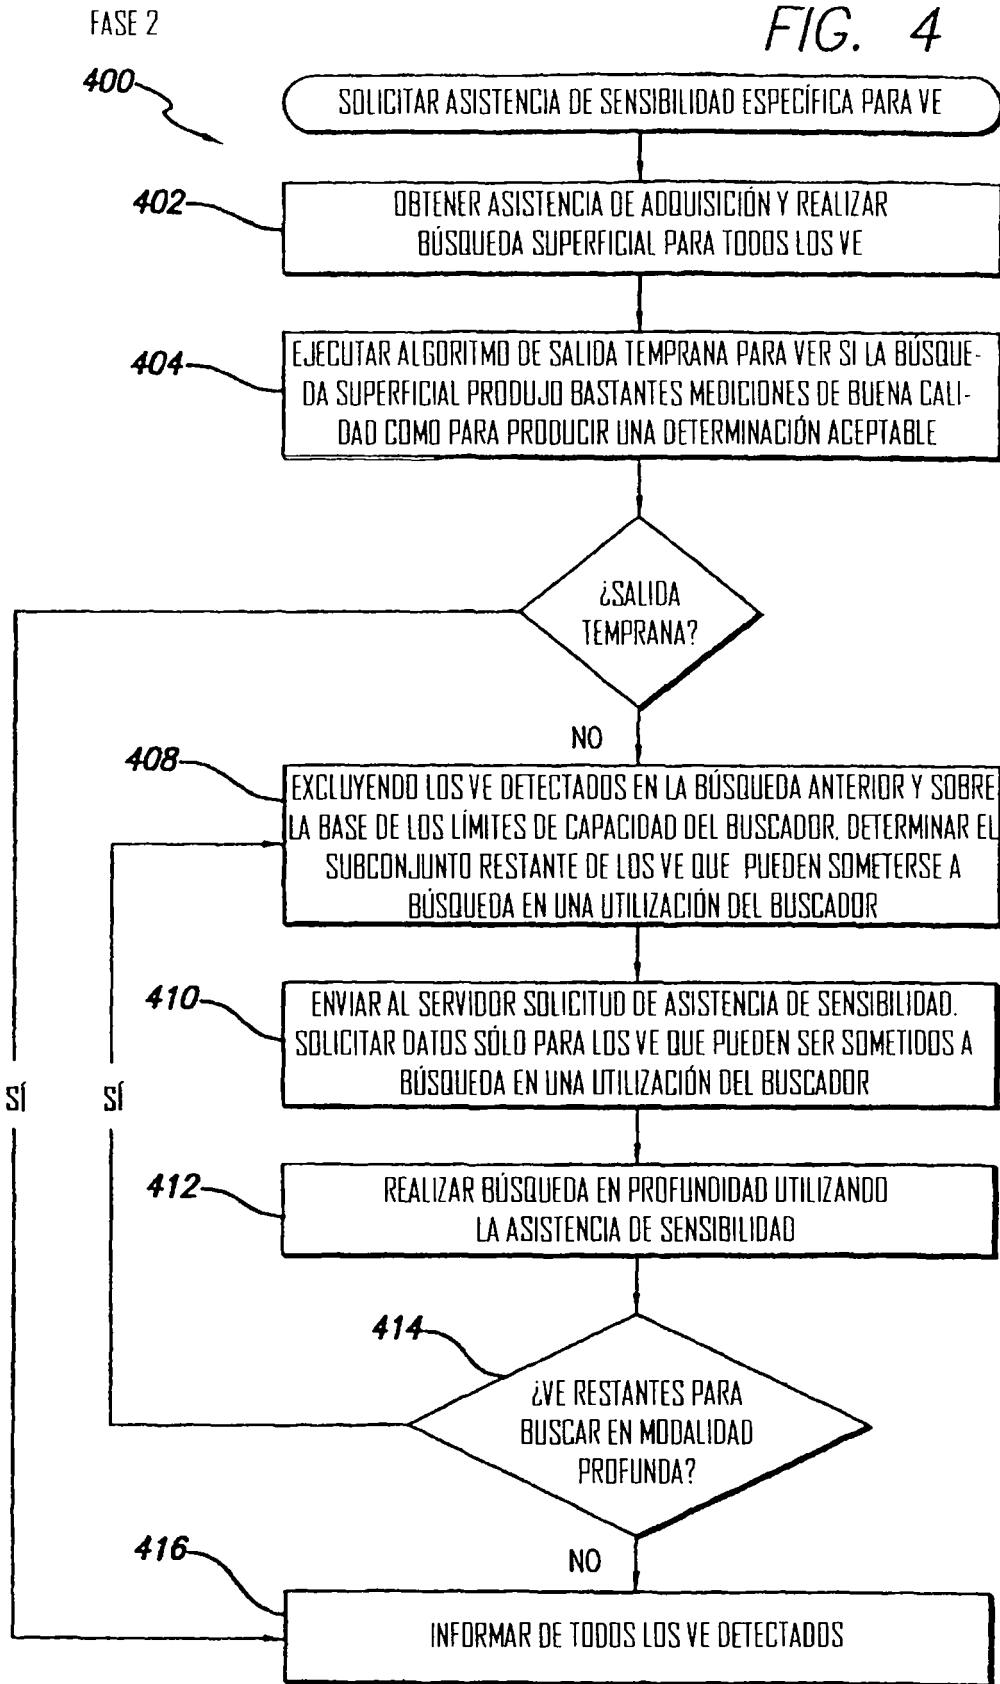 FASE 2
FIG. 4
400
SOLICITAR ASISTENCIA DE SENSIBILIDAD ESPECÍFICA PARA VE
402
OBTENER ASISTENCIA DE ADQUISICIÓN Y REALIZAR
BÚSQUEDA SUPERFICIAL PARA TODOS LOS VE
404
EJECUTAR ALGORITMO DE SALIDA TEMPRANA PARA VER SI LA BÚSQUE-
DA SUPERFICIAL PRODUJO BASTANTES MEDICIONES DE BUENA CALI-
DAD COMO PARA PRODUCIR UNA DETERMINACIÓN ACEPTABLE
¿SALIDA
TEMPRANA?
NO
408
EXCLUYENDO LOS VE DETECTADOS EN LA BÚSQUEDA ANTERIOR Y SOBRE
LA BASE DE LOS LÍMITES DE CAPACIDAD DEL BUSCADOR, DETERMINAR EL
SUBCONJUNTO RESTANTE DE LOS VE QUE PUEDEN SOMETERSE A
BÚSQUEDA EN UNA UTILIZACIÓN DEL BUSCADOR
410
ENVIAR AL SERVIDOR SOLICITUD DE ASISTENCIA DE SENSIBILIDAD.
SOLICITAR DATOS SÓLO PARA LOS VE QUE PUEDEN SER SOMETIDOS A
BÚSQUEDA EN UNA UTILIZACIÓN DEL BUSCADOR
SÍ
SÍ
412
REALIZAR BÚSQUEDA EN PROFUNDIDAD UTILIZANDO
LA ASISTENCIA DE SENSIBILIDAD
414
¿VE RESTANTES PARA
BUSCAR EN MODALIDAD
PROFUNDA?
NO
416
INFORMAR DE TODOS LOS VE DETECTADOS